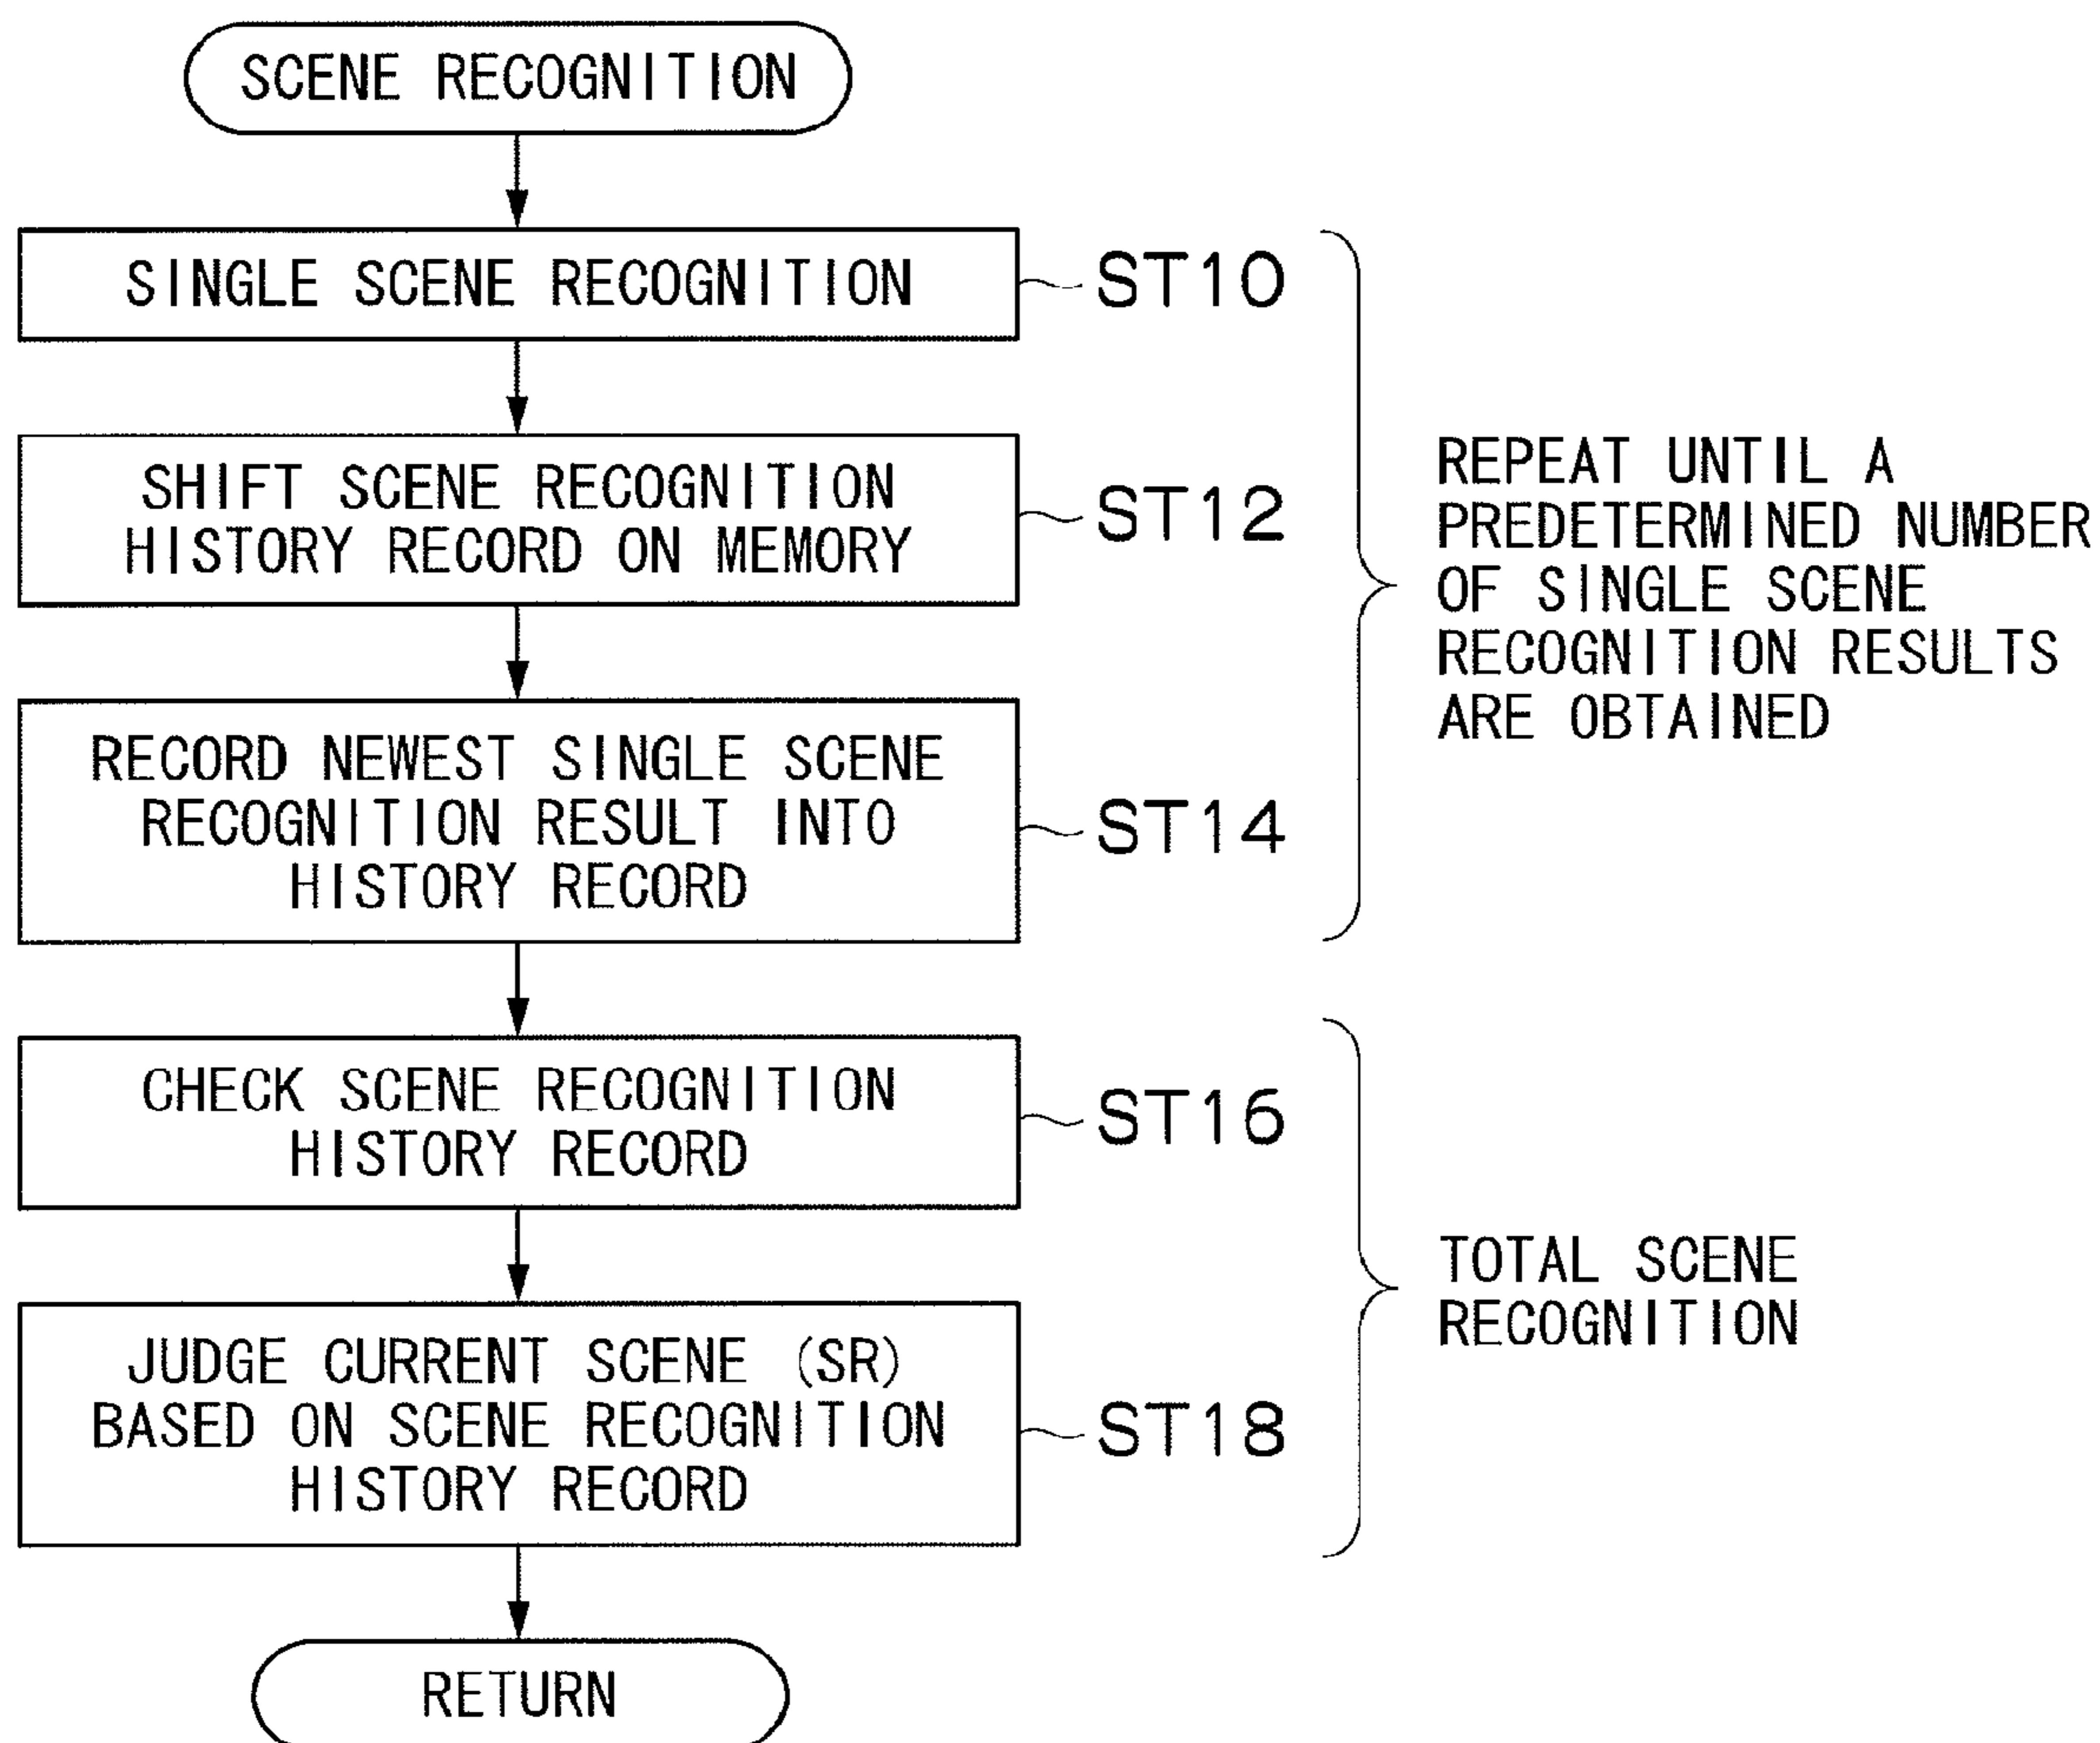 SCENE RECOGNITION
SINGLE SCENE RECOGNITION
ST10
SHIFT SCENE RECOGNITION
HISTORY RECORD ON MEMORY
ST12
RECORD NEWEST SINGLE SCENE
RECOGNITION RESULT INTO
HISTORY RECORD
ST14
REPEAT UNTIL A
PREDETERMINED NUMBER
OF SINGLE SCENE
RECOGNITION RESULTS
ARE OBTAINED
CHECK SCENE RECOGNITION
HISTORY RECORD
ST16
JUDGE CURRENT SCENE (SR)
BASED ON SCENE RECOGNITION
HISTORY RECORD
ST18
TOTAL SCENE
RECOGNITION
RETURN